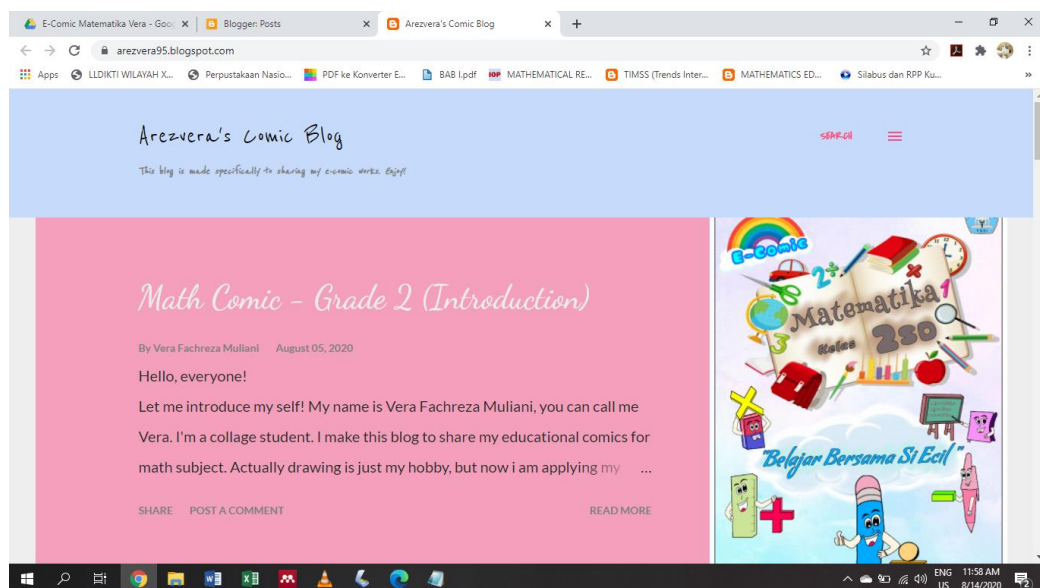 E-Comic Matematika Vera - Goo
Blogger: Posts
Arezvera's Comic Blog
arezvera95.blogspot.com
Apps
LLDIKTI WILAYAH X...
Perpustakaan Nasio...
PDF ke Konverter E...
BAB I.pdf
IOP MATHEMATICAL RE...
TIMSS (Trends Inter...
MATHEMATICS ED...
Silabus dan RPP Ku...
»
Arezvera's Comic Blog
SEARCH
This blog is made specifically to sharing my e-comic works. Enjoy!
Math Comic - Grade 2 (Introduction)
By Vera Fachreza Muliani August 05, 2020
Hello, everyone!
Let me introduce my self! My name is Vera Fachreza Muliani, you can call me
Vera. I'm a collage student. I make this blog to share my educational comics for
math subject. Actually drawing is just my hobby, but now i am applying my ...
SHARE POST A COMMENT READ MORE
E-Comic
2÷
Matematika
1
Kelas 2SD
3
"Belajar Bersama Si Ecil"
ENG 11:58 AM
US 8/14/2020
2